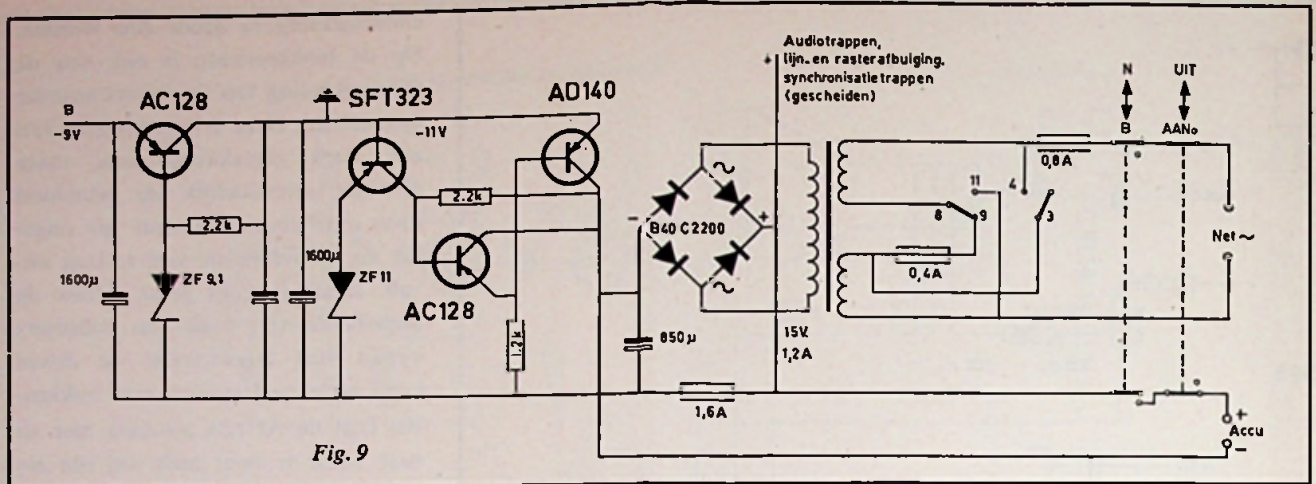 B
-9V
AC128
SFT323
-11V
AD140
2.2k
1600µ
ZF 9,1
1600µ
ZF 11
2.2k
AC128
1.2k
Fig. 9
850µ
B40 C2200
-
~
~
+
+
Audiotrappen,
lijn- en rasterafbuiging,
synchronisatietrappen
(gescheiden)
15V.
1,2A
1,6A
11
8
9
4
3
0,4A
0,8A
N
B
UIT
AAN
Net ~
+
Accu
-